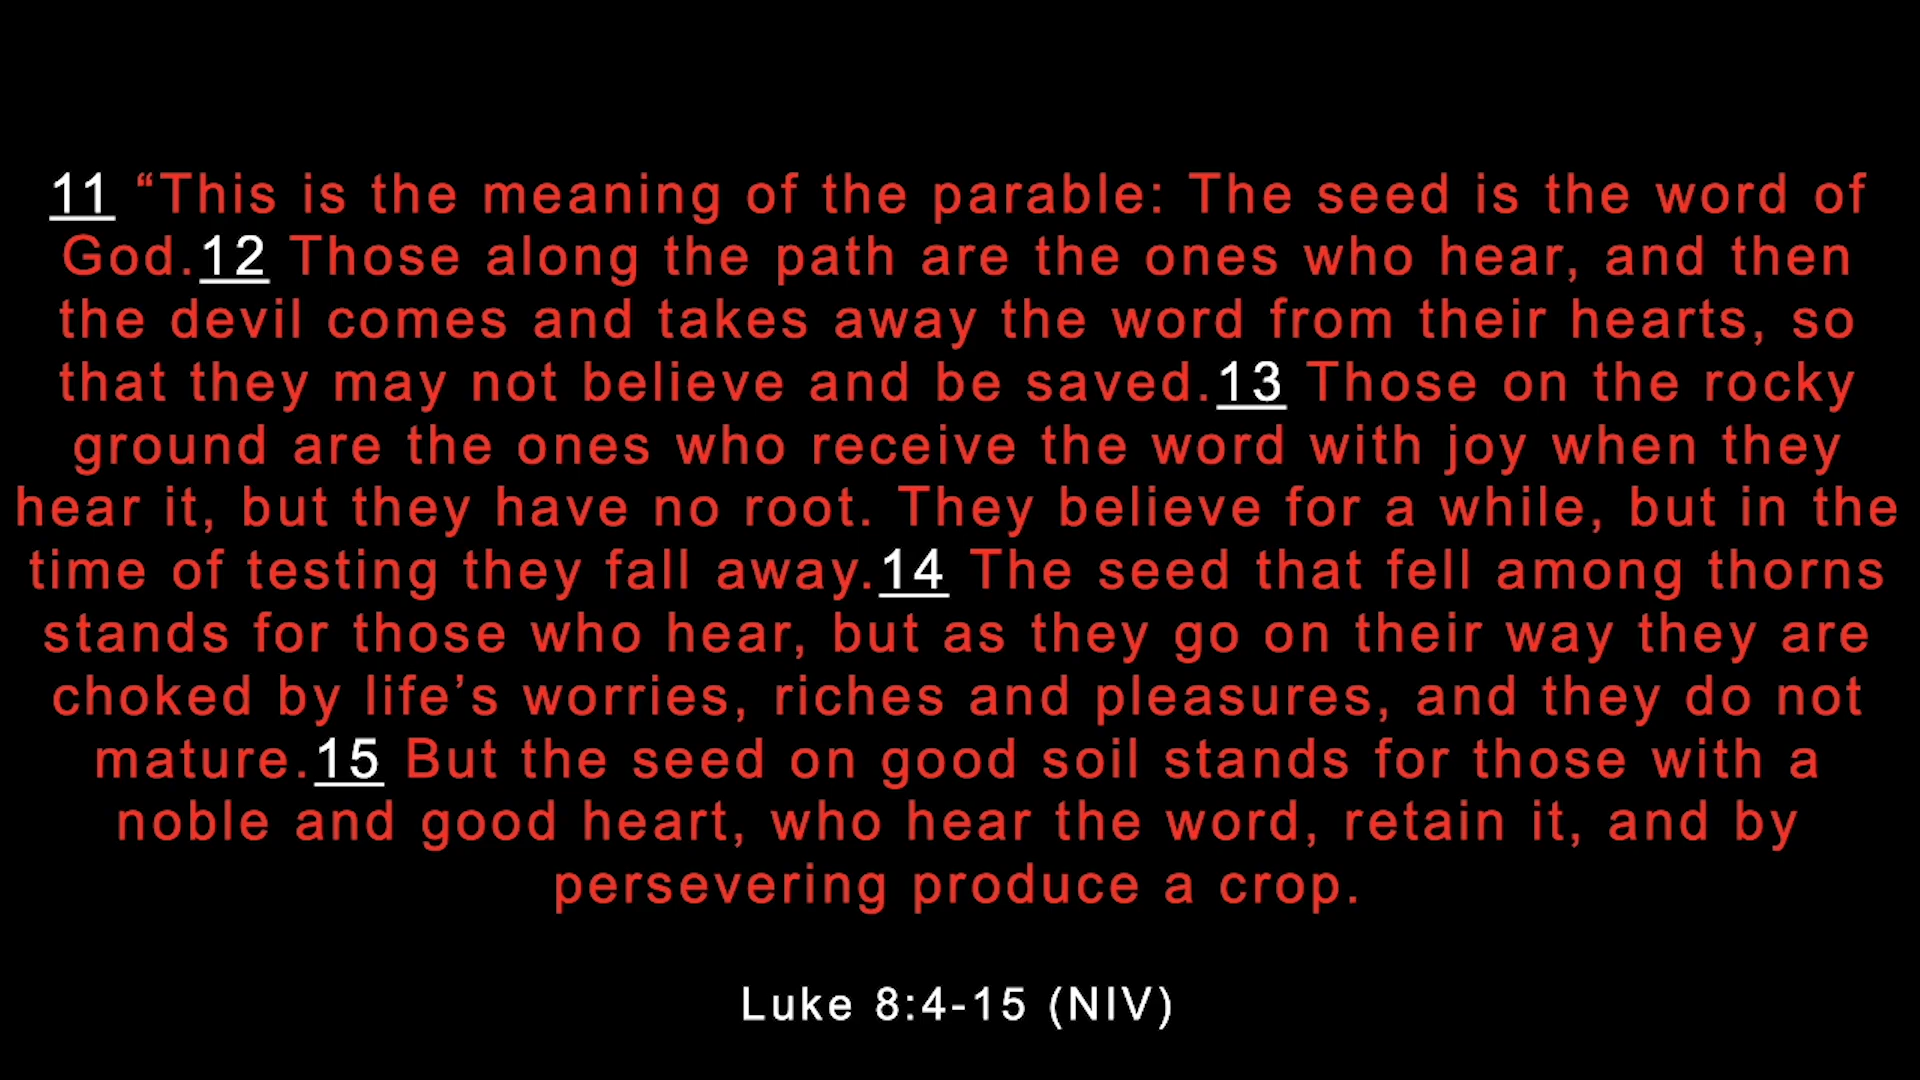 11 “This is the meaning of the parable: The seed is the word of
God.12 Those along the path are the ones who hear, and then
the devil comes and takes away the word from their hearts, so
that they may not believe and be saved.13 Those on the rocky
ground are the ones who receive the word with joy when they
hear it, but they have no root. They believe for a while, but in the
time of testing they fall away.14 The seed that fell among thorns
stands for those who hear, but as they go on their way they are
choked by life’s worries, riches and pleasures, and they do not
mature.15 But the seed on good soil stands for those with a
noble and good heart, who hear the word, retain it, and by
persevering produce a crop.
Luke 8:4-15 (NIV)